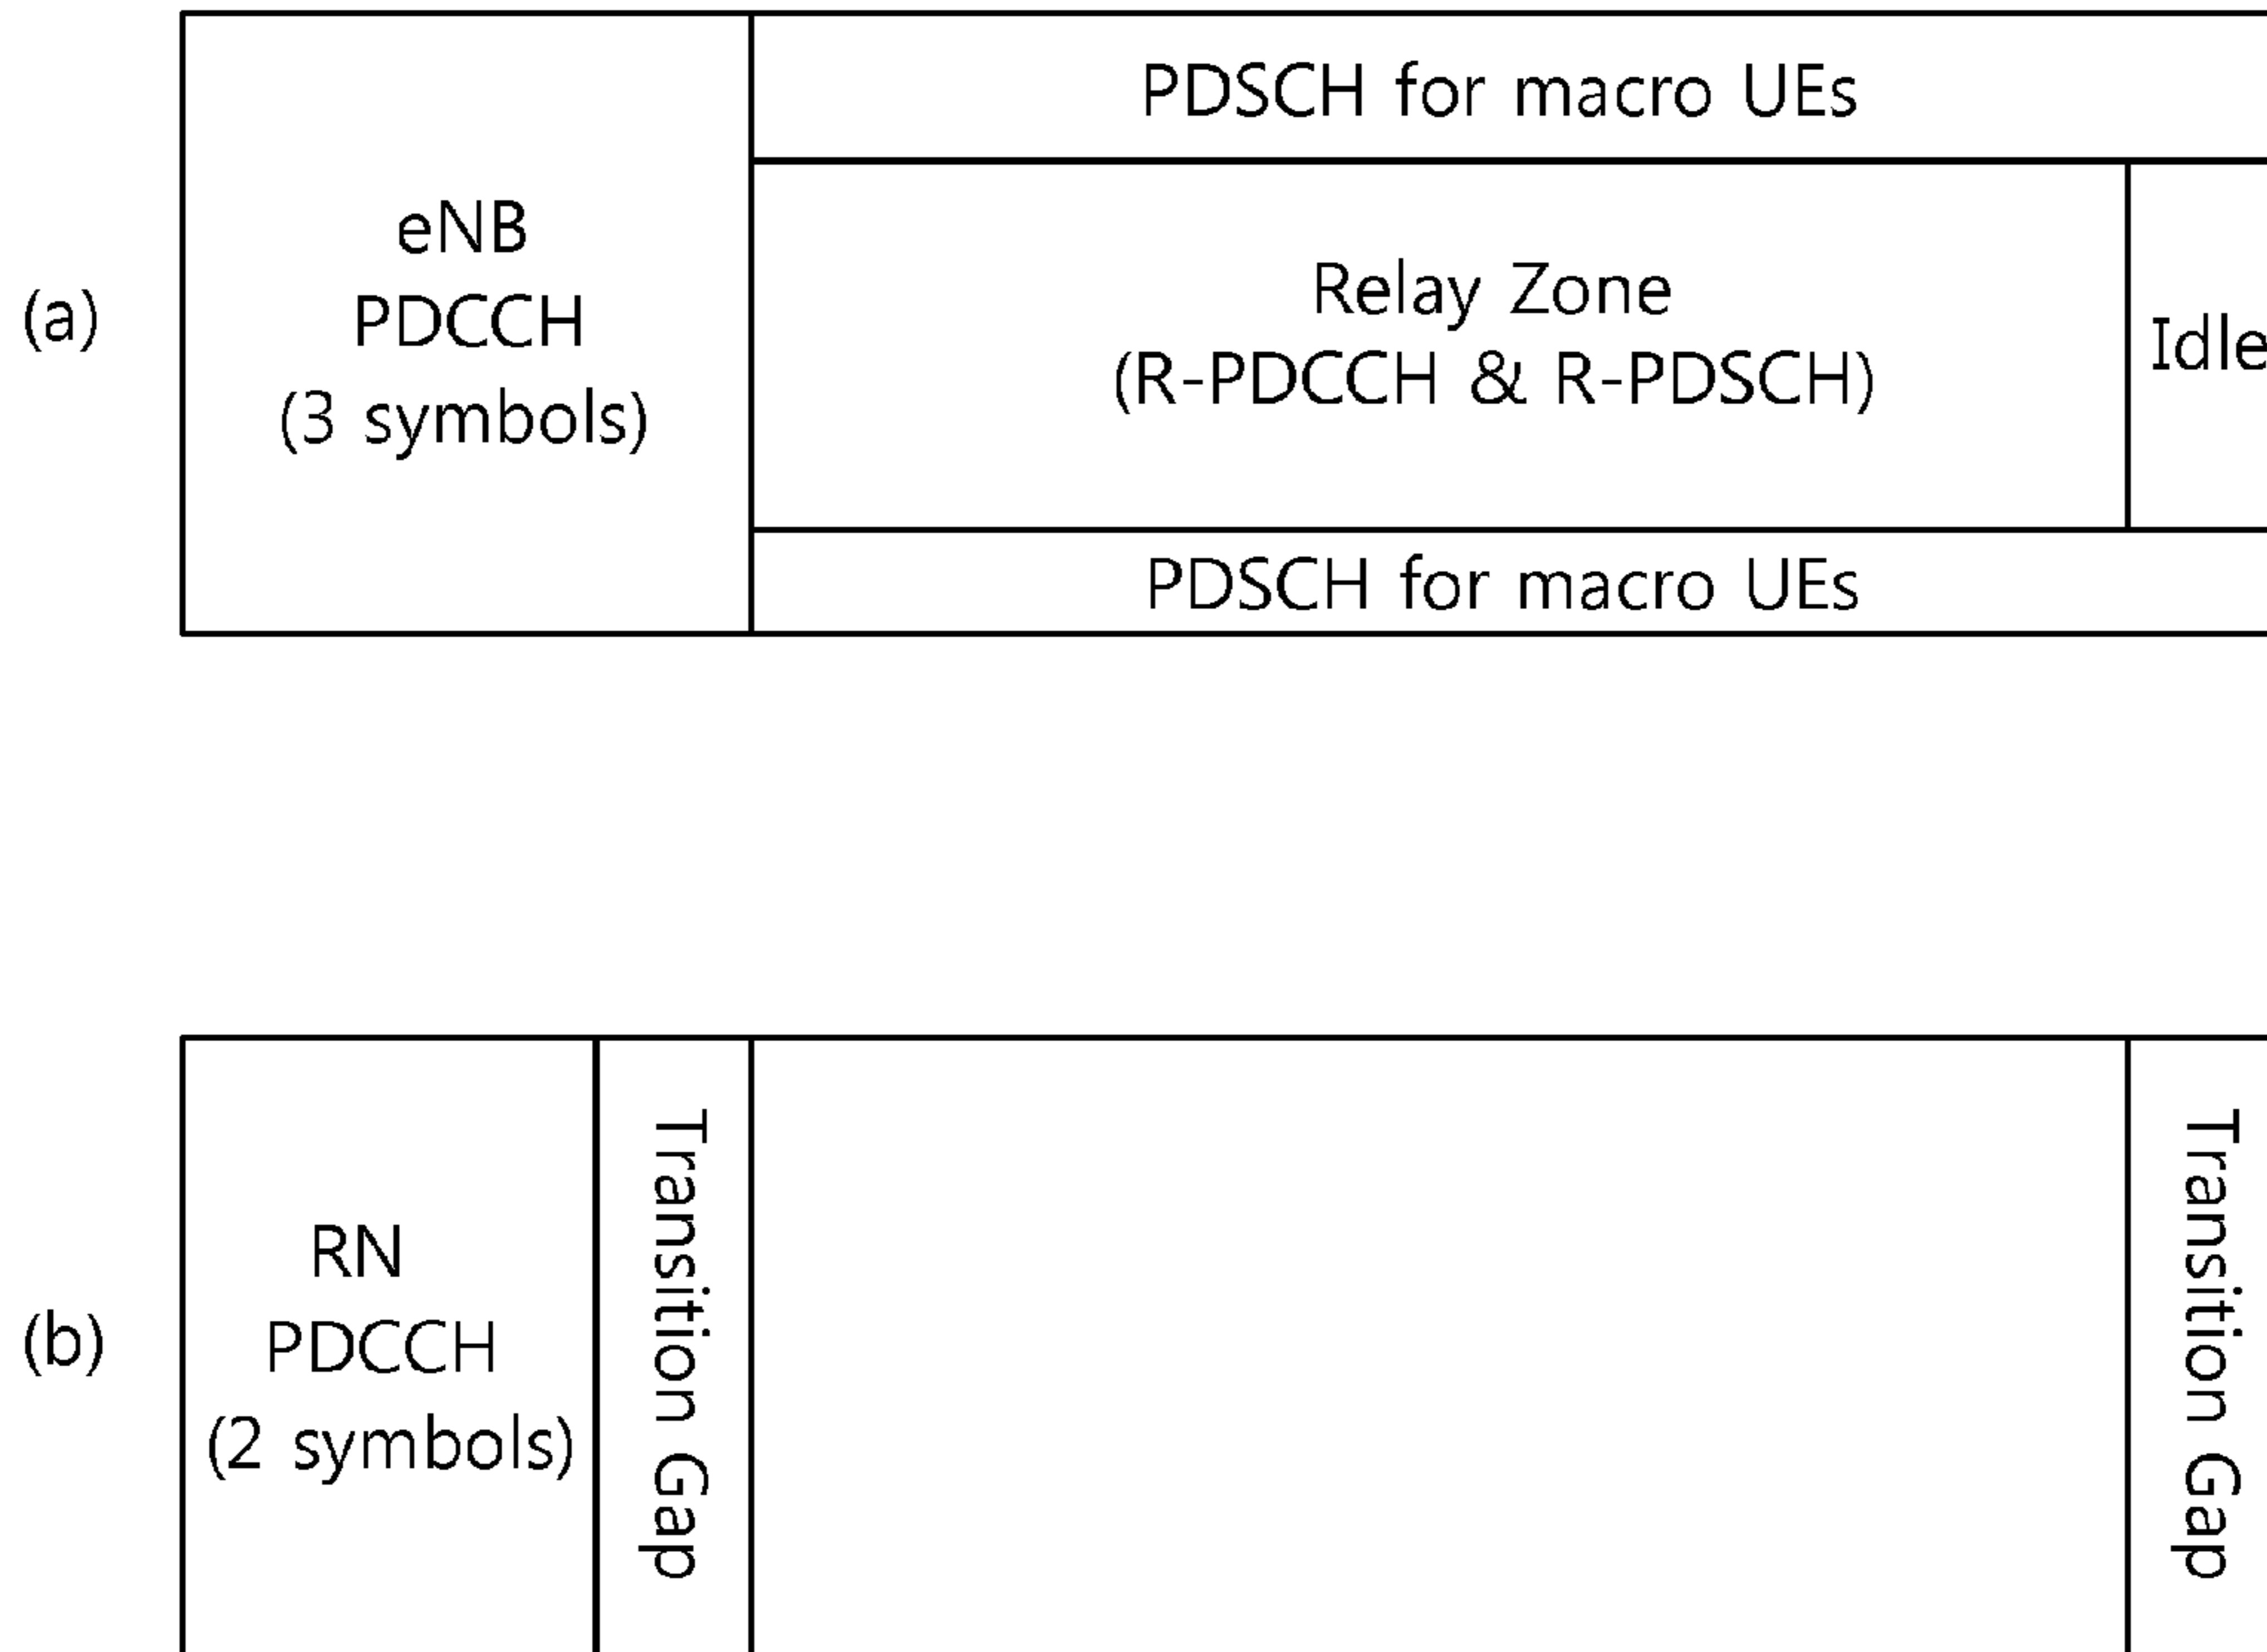 PDSCH for macro UEs
(a)
eNB
PDCCH
(3 symbols)
Relay Zone
(R-PDCCH & R-PDSCH)
Idle
PDSCH for macro UEs
(b)
RN
PDCCH
(2 symbols)
Transition Gap
Transition Gap